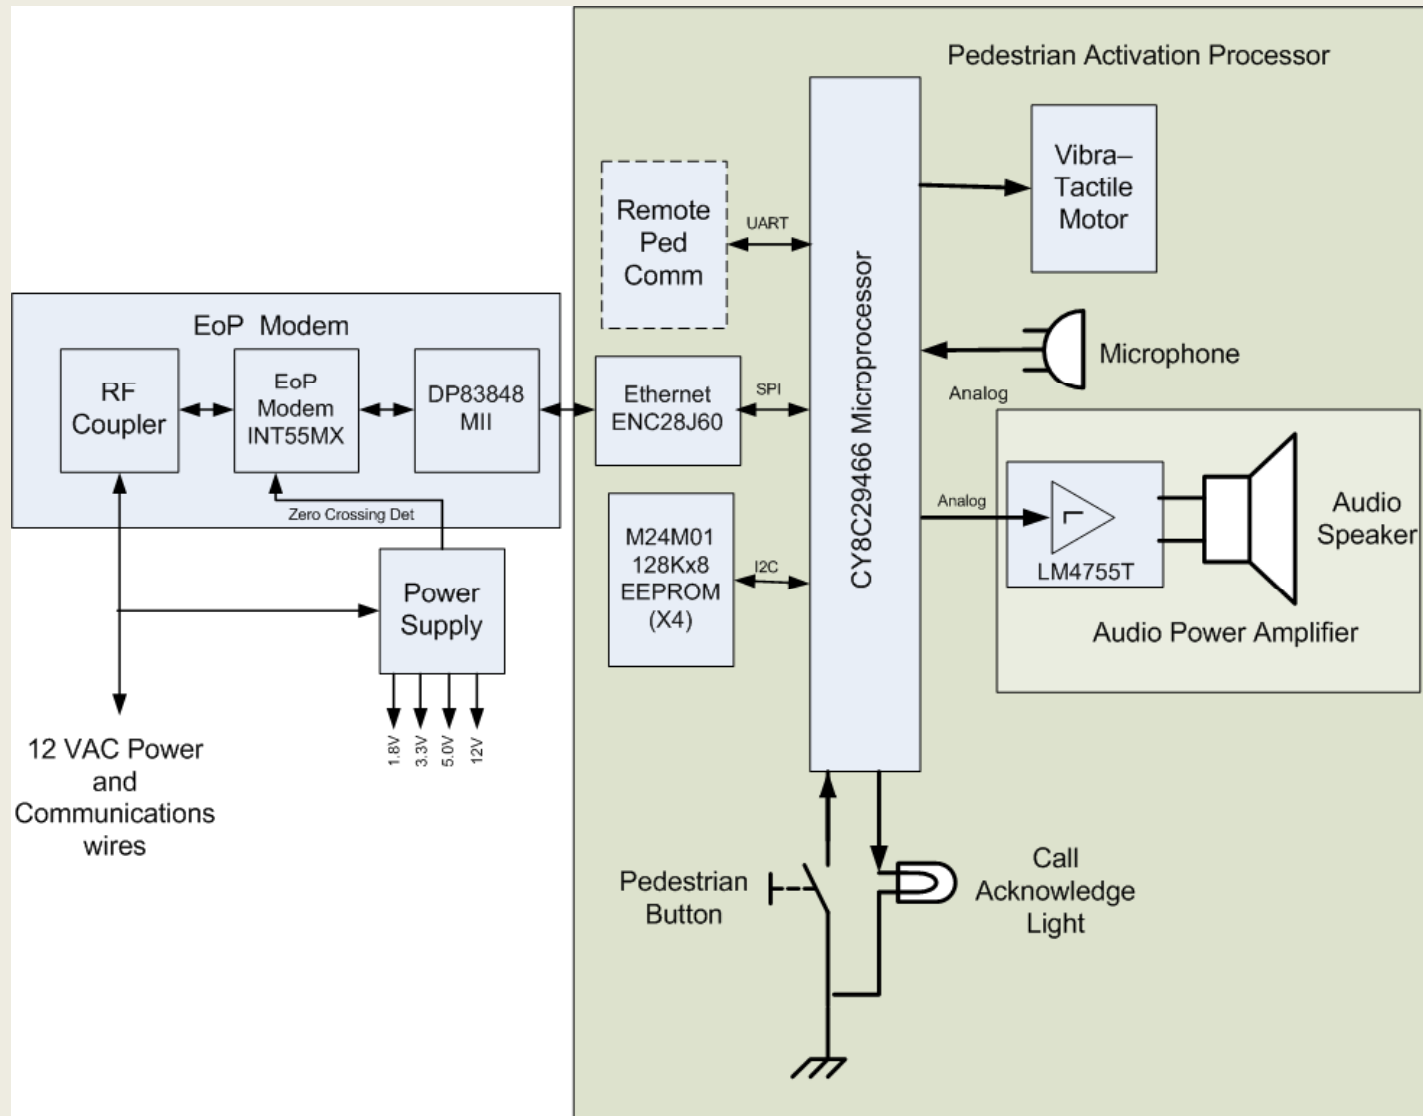 Pedestrian Activation Processor
Vibra–
Tactile
Motor
Remote
Ped
Comm
UART
CY8C29466 Microprocessor
Microphone
Analog
EoP Modem
RF
Coupler
EoP
Modem
INT55MX
DP83848
MII
Ethernet
ENC28J60
SPI
Zero Crossing Det
M24M01
128Kx8
EEPROM
(X4)
I2C
Analog
LM4755T
Audio
Speaker
Audio Power Amplifier
Power
Supply
1.8V
3.3V
5.0V
12V
12 VAC Power
and
Communications
wires
Pedestrian
Button
Call
Acknowledge
Light